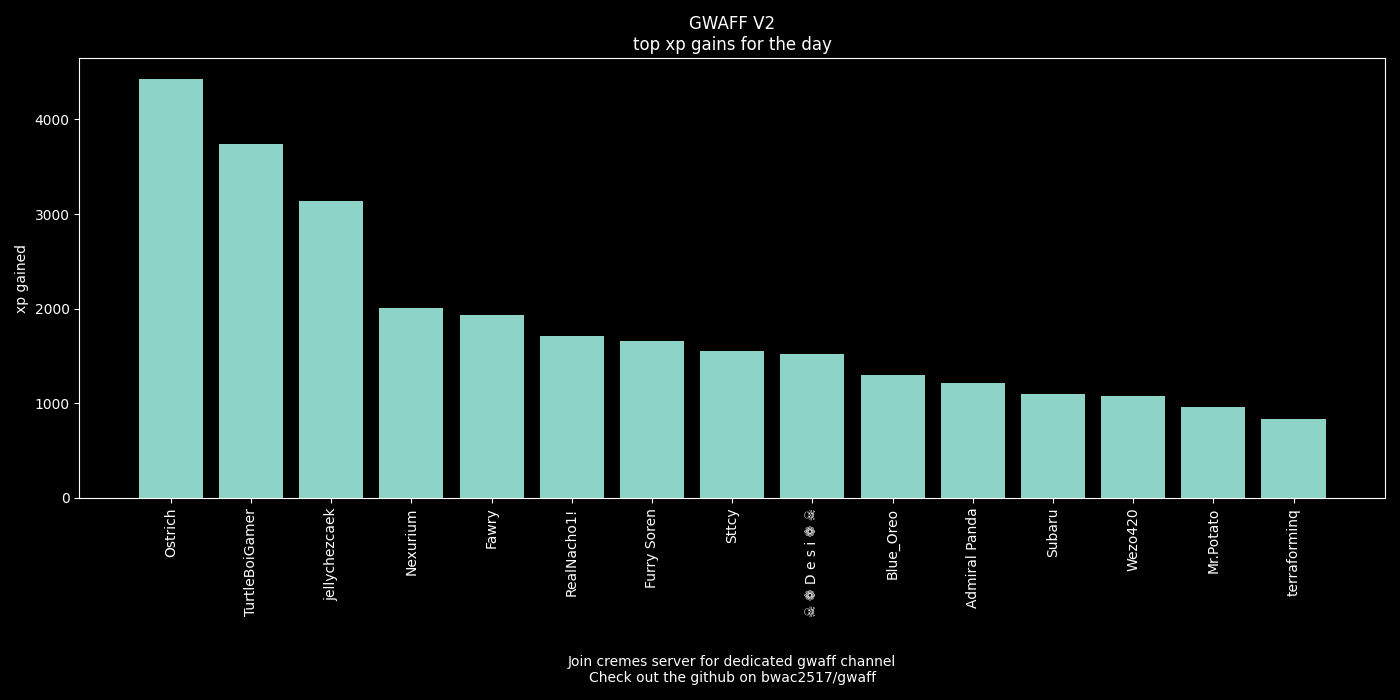 GWAFF V2
top xp gains for the day
xp gained
4000
3000
2000
1000
0
Ostrich
TurtleBoiGamer
jellychezcaek
Nexurium
Fawry
RealNacho1!
Furry Soren
Sttcy
D e s i
Blue_Oreo
Admiral Panda
Subaru
Wezo420
Mr.Potato
terraforminq
Join cremes server for dedicated gwaff channel
Check out the github on bwac2517/gwaff